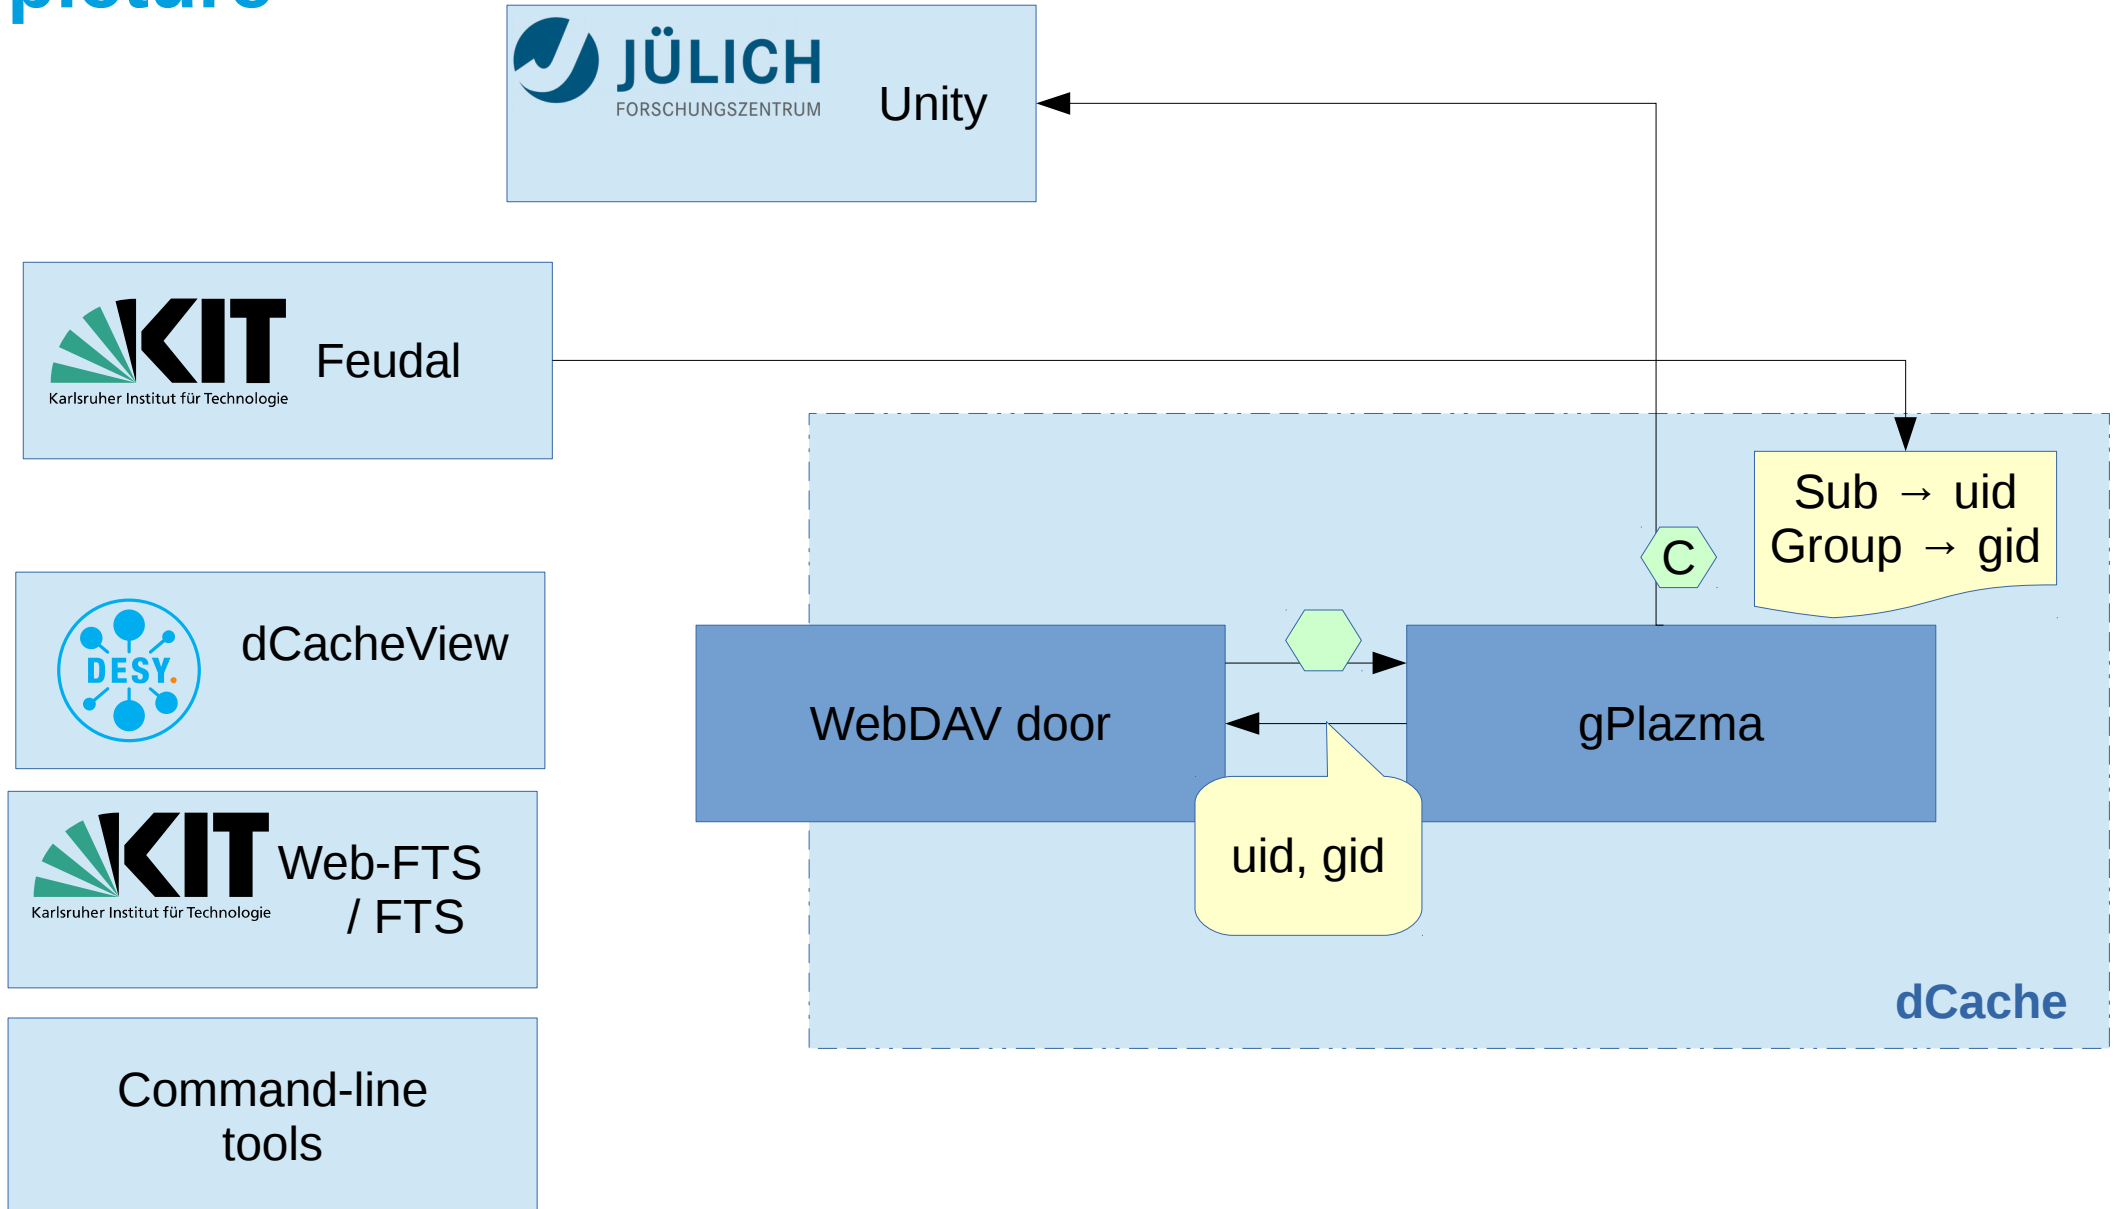 picture
JÜLICH
FORSCHUNGSZENTRUM
Unity
KIT
Karlsruher Institut für Technologie
Feudal
Sub → uid
Group → gid
C
DESY.
dCacheView
WebDAV door
gPlazma
uid, gid
KIT
Karlsruher Institut für Technologie
Web-FTS
/ FTS
dCache
Command-line
tools